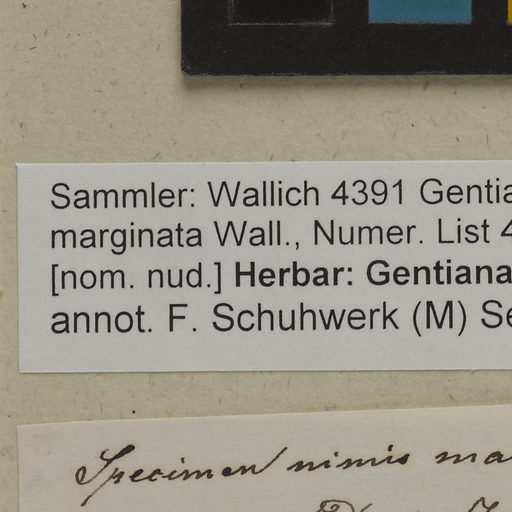 Sammler: Wallich 4391 Gentia
marginata Wall., Numer. List 4
[nom. nud.] Herbar: Gentiana
annot. F. Schuhwerk (M) Se
Specimen nimis ma